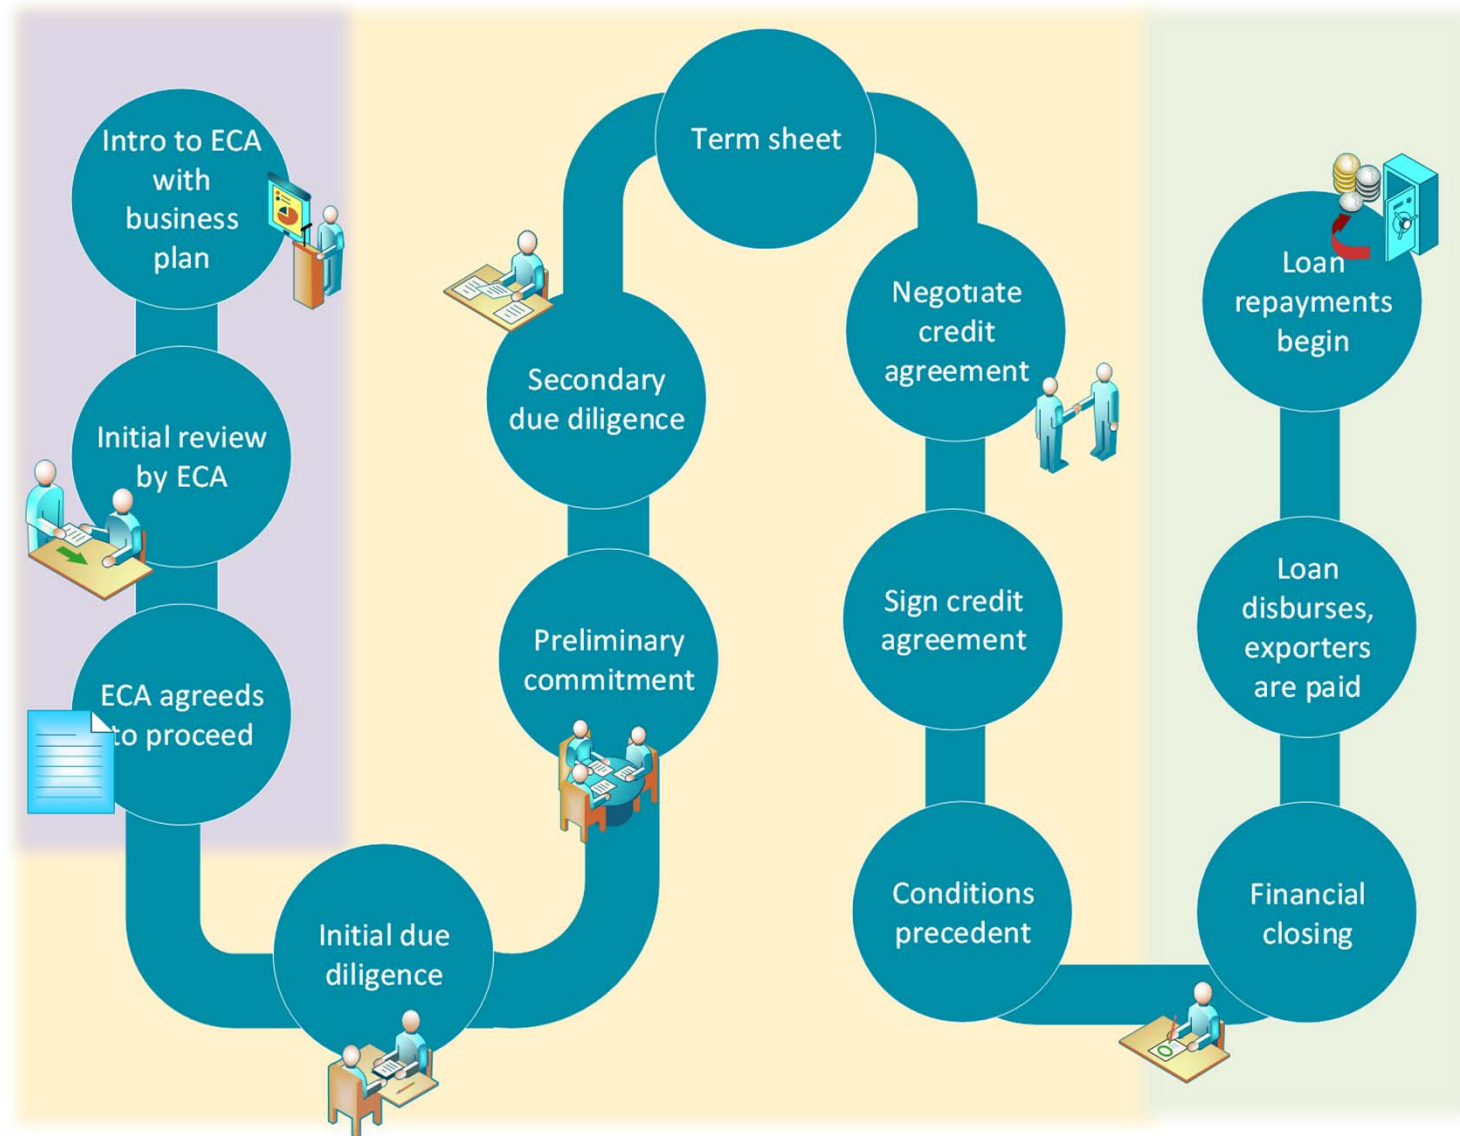 Intro to ECA
with
business
plan
Initial review
by ECA
ECA agreeds
to proceed
Initial due
diligence
Preliminary
commitment
Secondary
due diligence
Term sheet
Negotiate
credit
agreement
Sign credit
agreement
Conditions
precedent
Financial
closing
Loan
disburses,
exporters
are paid
Loan
repayments
begin